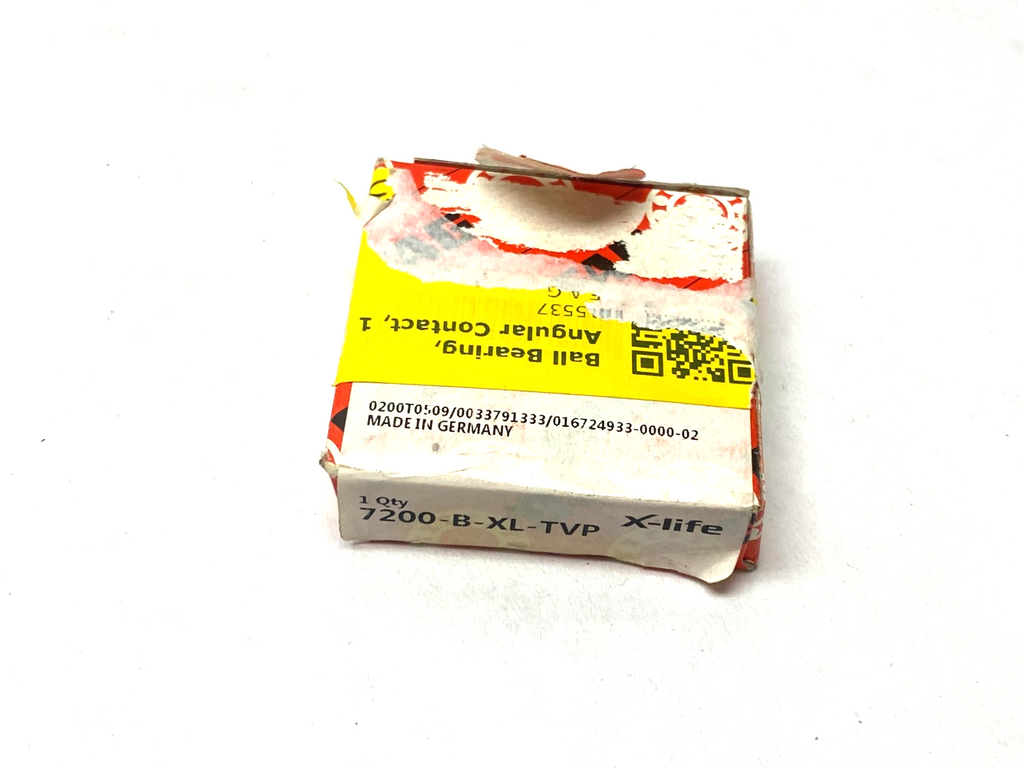 Ball Bearing,
Angular Contact, 1
5537
FAG
0200T0509/0033791333/016724933-0000-02
MADE IN GERMANY
1 Qty
7200-B-XL-TVP
X-life